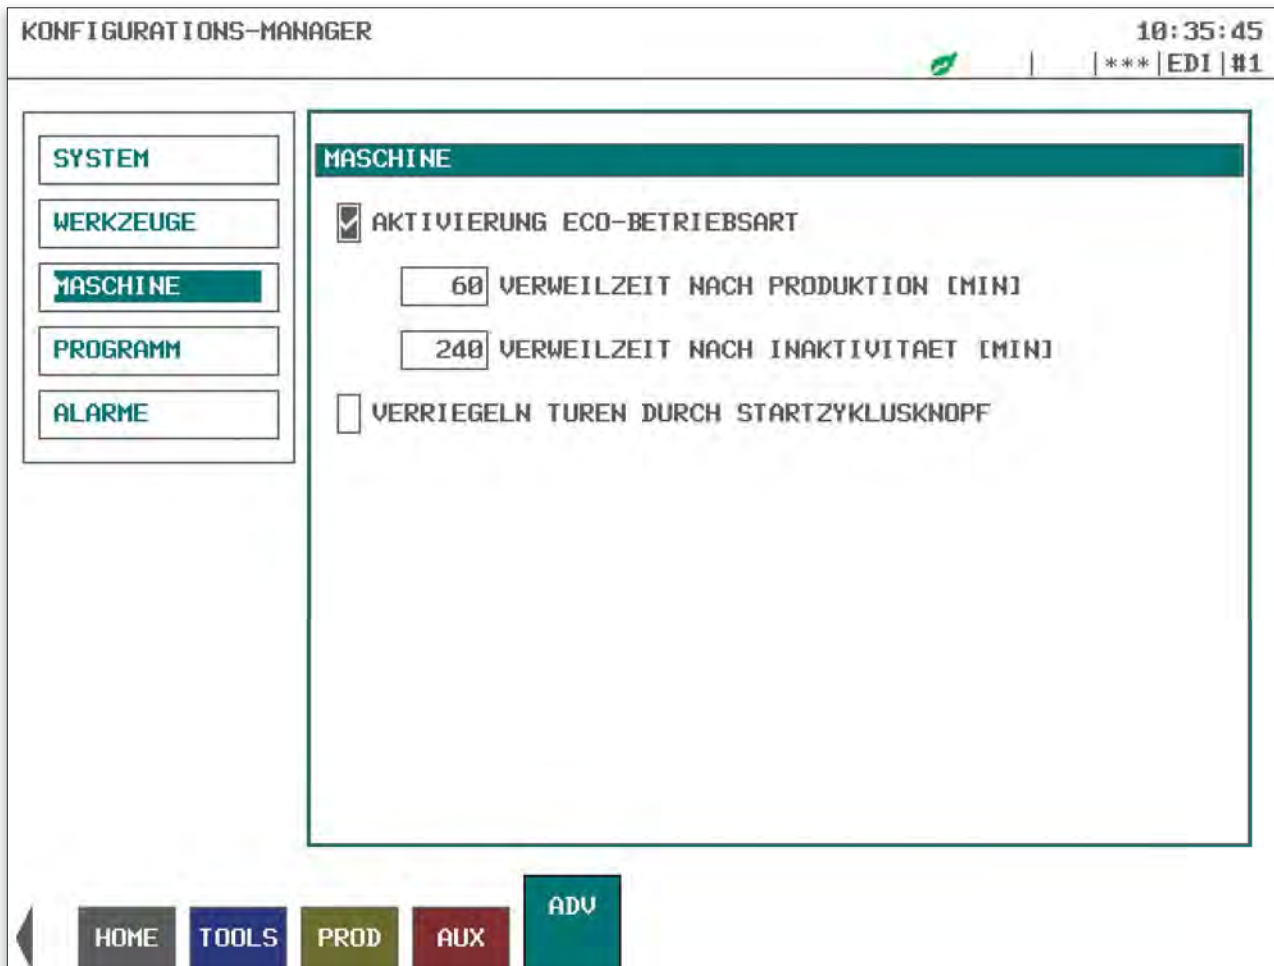 KONFIGURATIONS-MANAGER
10:35:45
| |***|EDI|#1
SYSTEM
WERKZEUGE
MASCHINE
PROGRAMM
ALARME
MASCHINE
AKTIVIERUNG ECO-BETRIEBSART
60 VERWEILZEIT NACH PRODUKTION [MIN]
240 VERWEILZEIT NACH INAKTIVITAET [MIN]
VERRIEGELN TUREN DURCH STARTZYKLUSKNOPF
HOME TOOLS PROD AUX ADV